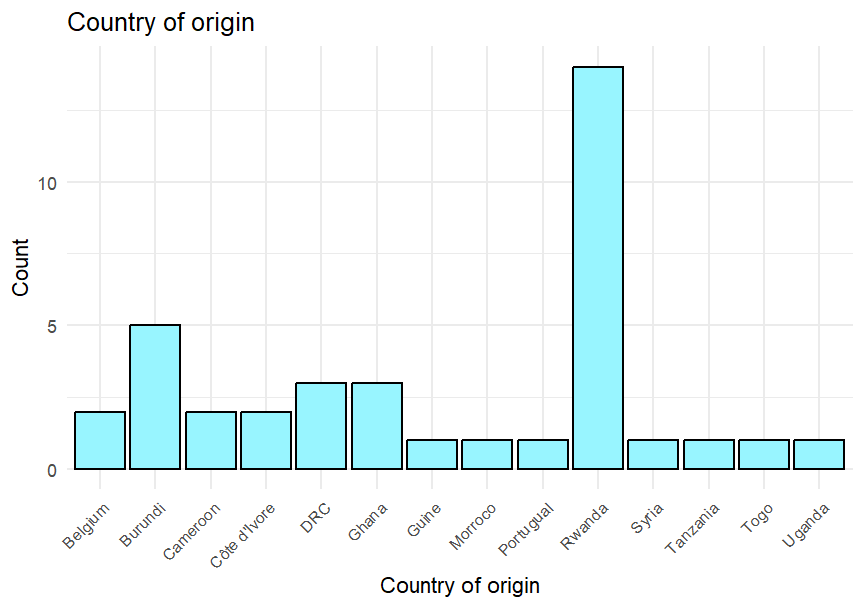 Country of origin
Count
10
5
0
Belgium
Burundi
Cameroon
Côte d'Ivore
DRC
Ghana
Guine
Morroco
Portugual
Rwanda
Syria
Tanzania
Togo
Uganda
Country of origin